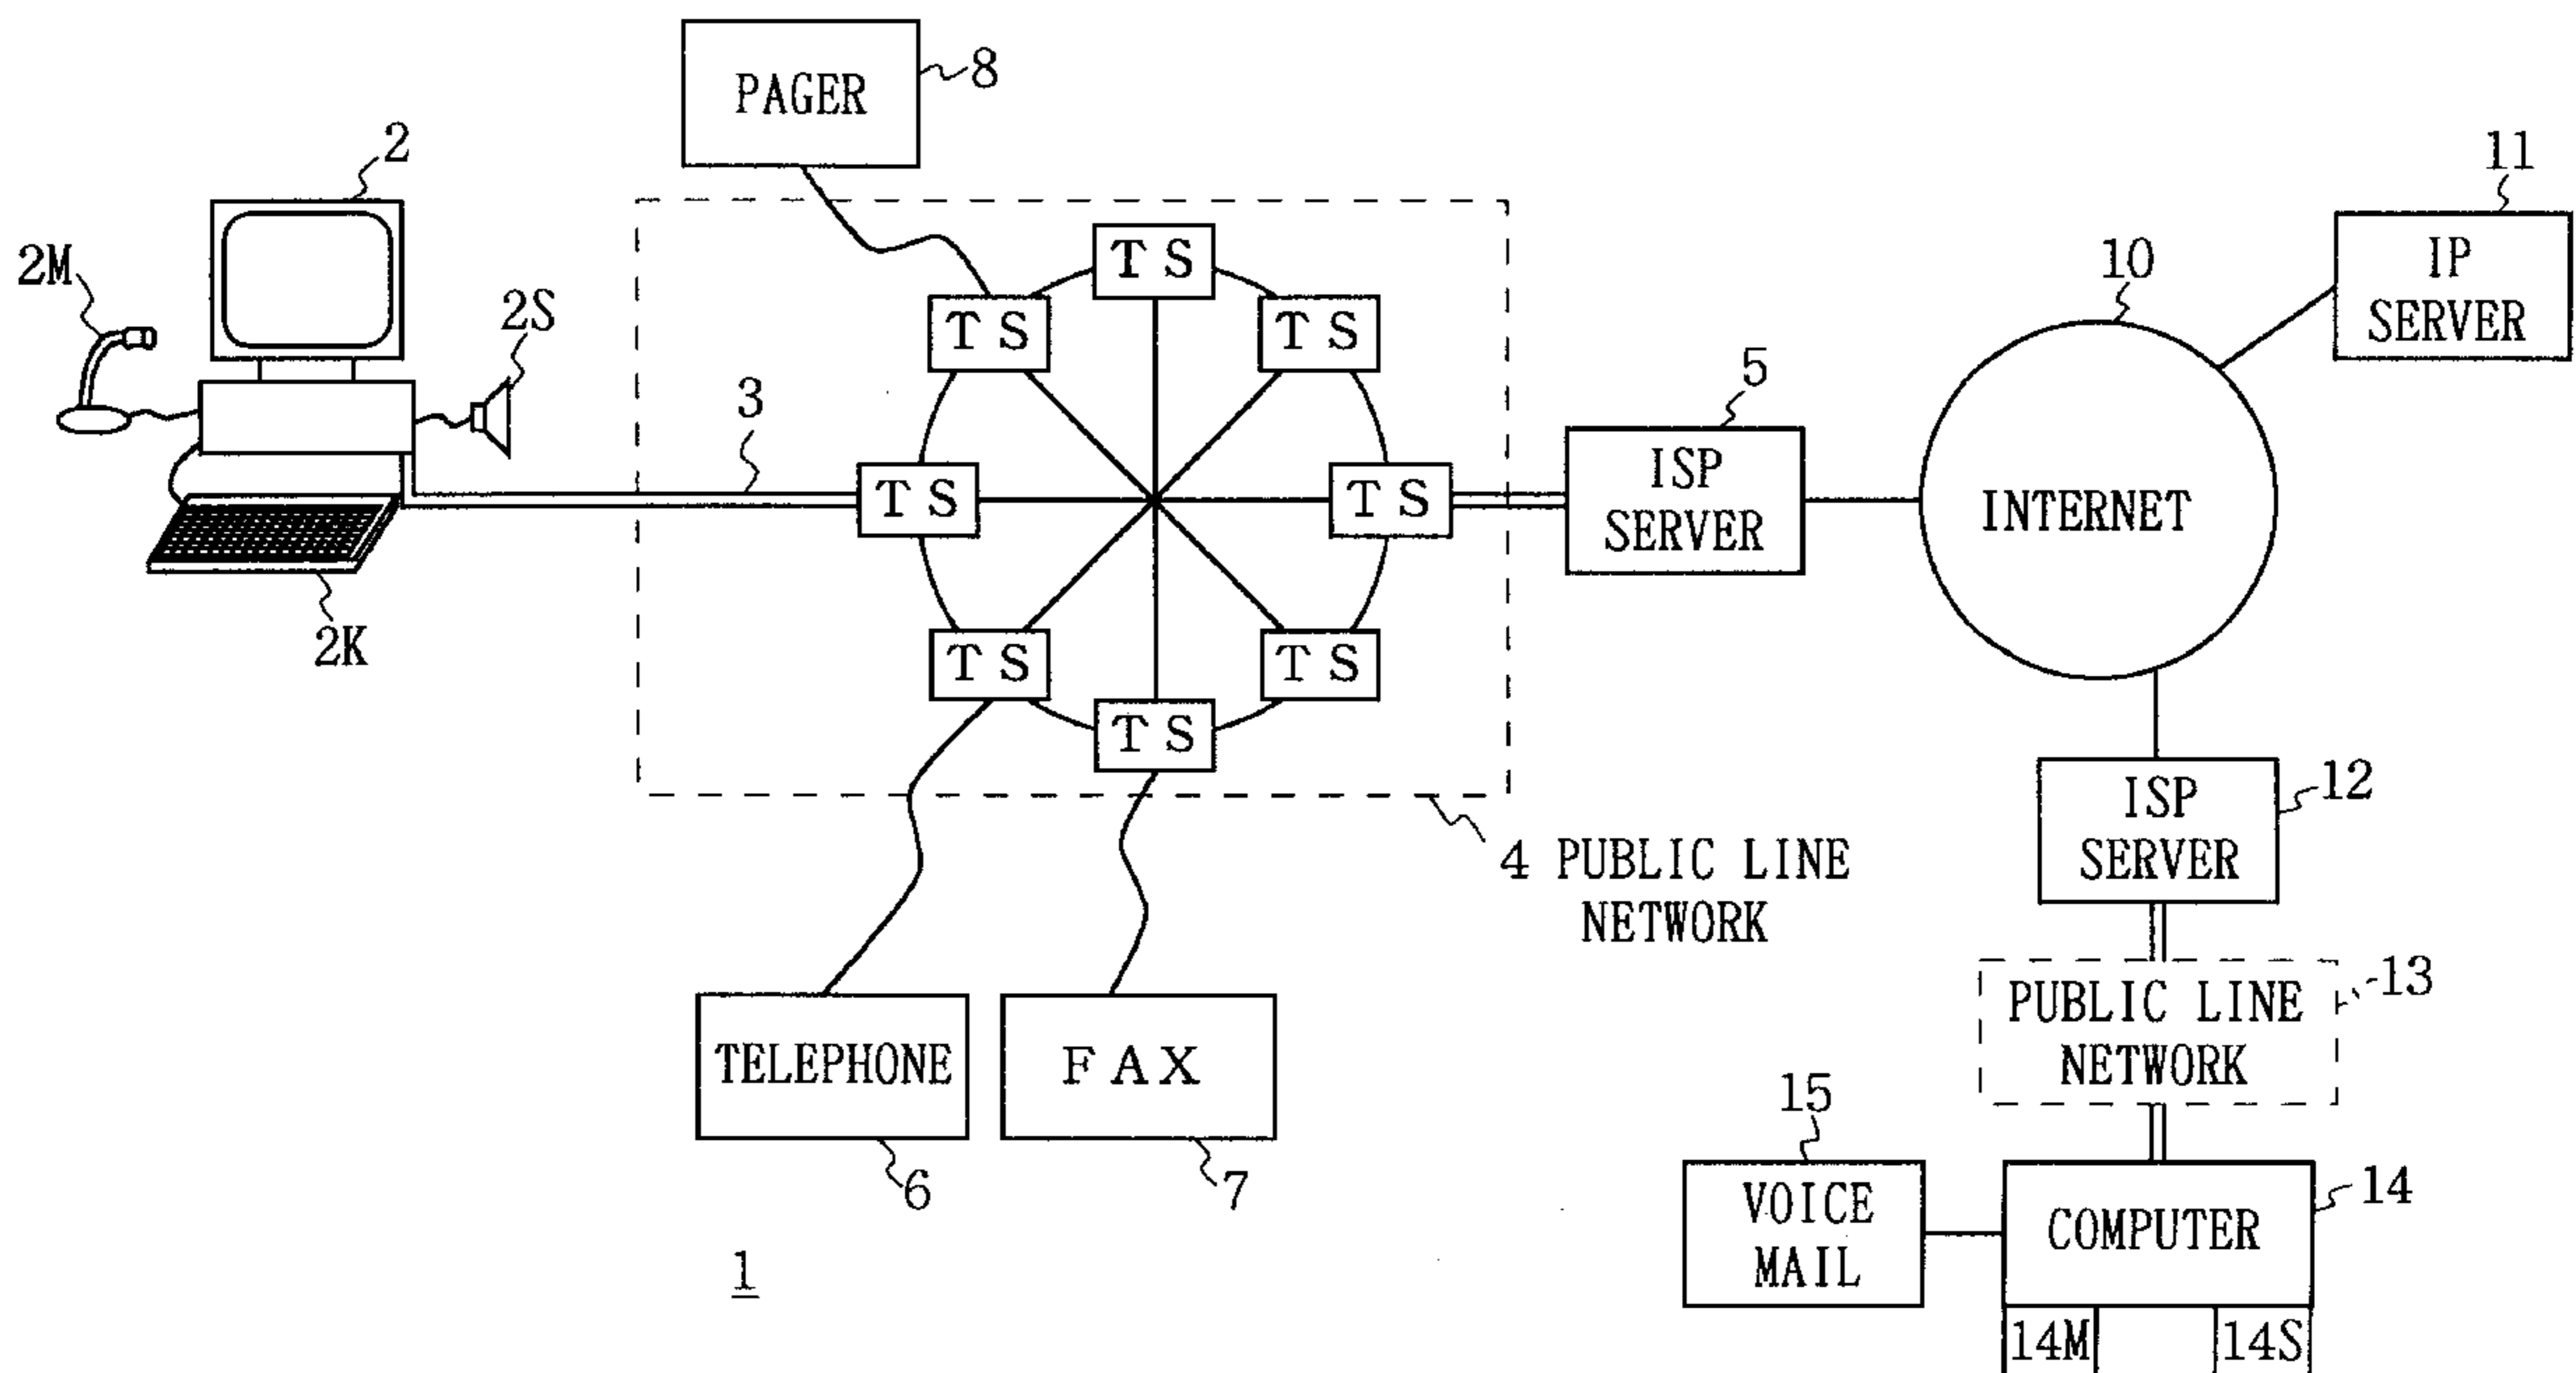 PAGER
8
2
2M
2S
3
T S
T S
T S
T S
T S
T S
T S
T S
2K
5
ISP
SERVER
10
INTERNET
11
IP
SERVER
4 PUBLIC LINE
NETWORK
ISP
SERVER
12
PUBLIC LINE
NETWORK
13
TELEPHONE
6
FAX
7
15
VOICE
MAIL
COMPUTER
14
14M
14S
1